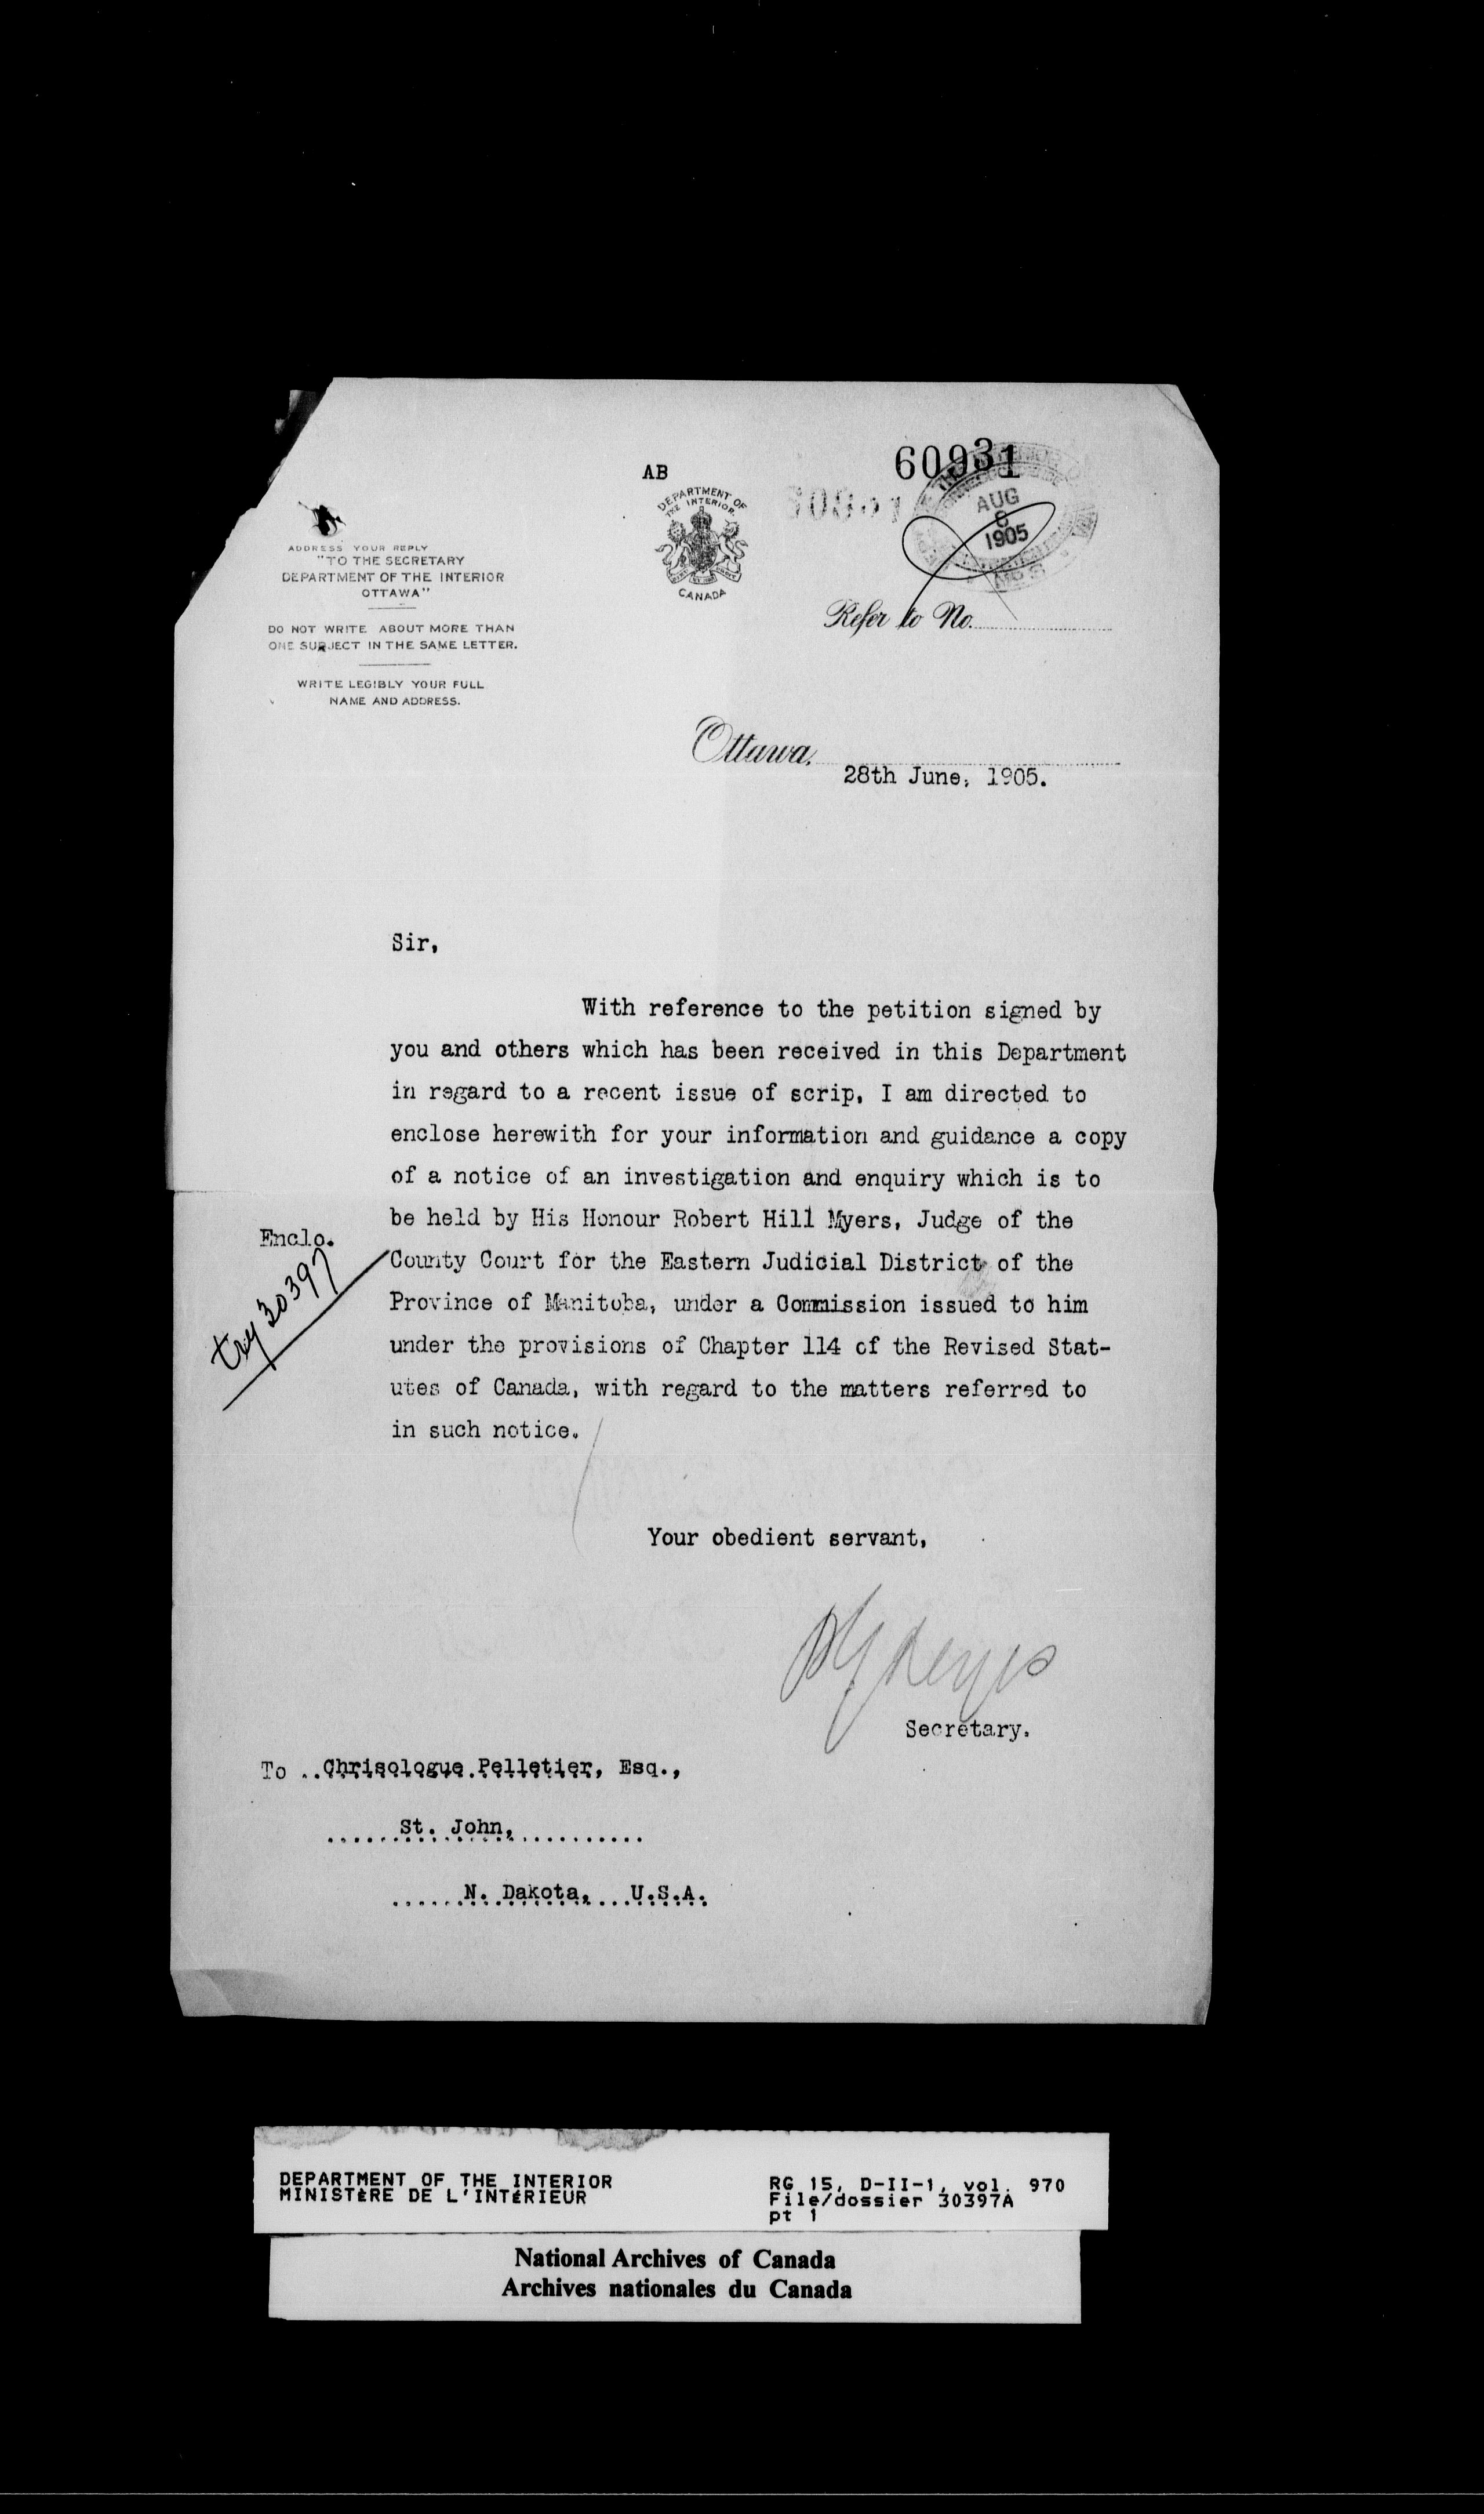 60931
AB
DEPARTMENT OF
THE INTERIOR.
CANADA
AUG
8
1905
ADDRESS YOUR REPLY
"TO THE SECRETARY
DEPARTMENT OF THE INTERIOR
OTTAWA"
DO NOT WRITE ABOUT MORE THAN
ONE SUBJECT IN THE SAME LETTER.
WRITE LEGIBLY YOUR FULL
NAME AND ADDRESS.
Refer to No.
Ottawa,
28th June, 1905.
Sir,
With reference to the petition signed by
you and others which has been received in this Department
in regard to a recent issue of scrip, I am directed to
enclose herewith for your information and guidance a copy
of a notice of an investigation and enquiry which is to
be held by His Honour Robert Hill Myers, Judge of the
Enclo.
County Court for the Eastern Judicial District of the
try 30397
Province of Manitoba, under a Commission issued to him
under the provisions of Chapter 114 of the Revised Stat-
utes of Canada, with regard to the matters referred to
in such notice.
Your obedient servant,
Keyes
Secretary.
To Chrisologue Pelletier, Esq.,
St. John,
N. Dakota, U.S.A.
DEPARTMENT OF THE INTERIOR
MINISTÈRE DE L'INTÉRIEUR
RG 15, D-II-1, vol. 970
File/dossier 30397A
pt 1
National Archives of Canada
Archives nationales du Canada